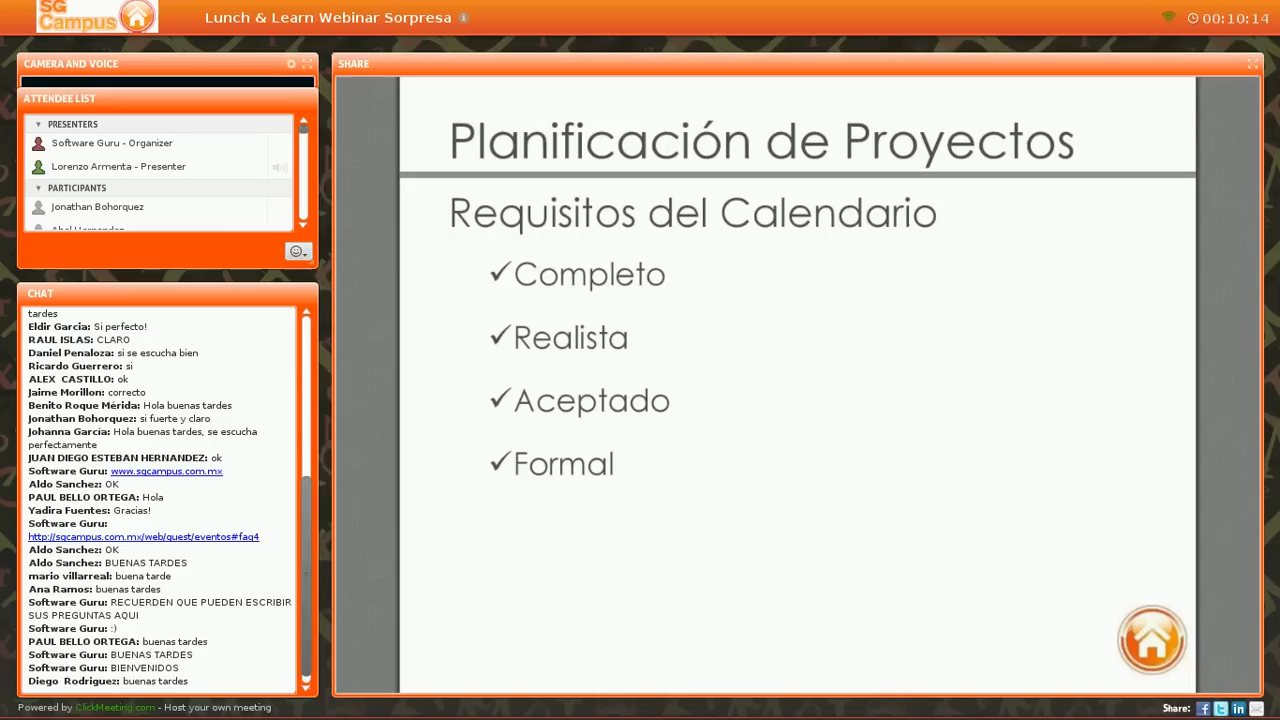 SG
Campus
Lunch & Learn Webinar Sorpresa
00:10:14
CAMERA AND VOICE
ATTENDEE LIST
PRESENTERS
Software Guru - Organizer
Lorenzo Armenta - Presenter
PARTICIPANTS
Jonathan Bohorquez
Abel Hernandez
CHAT
tardes
Eldir Garcia: Si perfecto!
RAUL ISLAS: CLARO
Daniel Penaloza: si se escucha bien
Ricardo Guerrero: si
ALEX CASTILLO: ok
Jaime Morillon: correcto
Benito Roque Mérida: Hola buenas tardes
Jonathan Bohorquez: si fuerte y claro
Johanna García: Hola buenas tardes, se escucha
perfectamente
JUAN DIEGO ESTEBAN HERNANDEZ: ok
Software Guru: www.sgcampus.com.mx
Aldo Sanchez: OK
PAUL BELLO ORTEGA: Hola
Yadira Fuentes: Gracias!
Software Guru:
http://sgcampus.com.mx/web/guest/eventos#faq4
Aldo Sanchez: OK
Aldo Sanchez: BUENAS TARDES
mario villarreal: buena tarde
Ana Ramos: buenas tardes
Software Guru: RECUERDEN QUE PUEDEN ESCRIBIR
SUS PREGUNTAS AQUI
Software Guru: :)
PAUL BELLO ORTEGA: buenas tardes
Software Guru: BUENAS TARDES
Software Guru: BIENVENIDOS
Diego Rodriguez: buenas tardes
SHARE
Planificación de Proyectos
Requisitos del Calendario
✓Completo
✓Realista
✓Aceptado
✓Formal
Powered by ClickMeeting.com - Host your own meeting
Share: